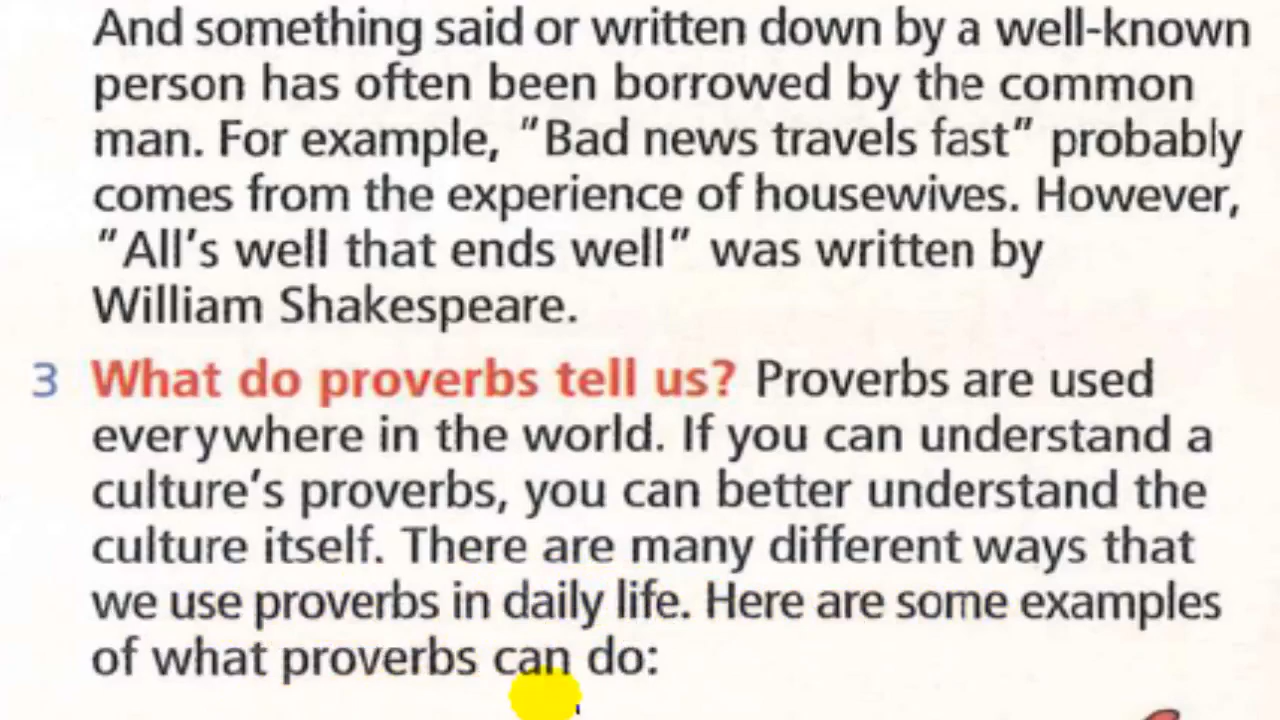 And something said or written down by a well-known
person has often been borrowed by the common
man. For example, "Bad news travels fast" probably
comes from the experience of housewives. However,
"All's well that ends well" was written by
William Shakespeare.
3 What do proverbs tell us? Proverbs are used
everywhere in the world. If you can understand a
culture's proverbs, you can better understand the
culture itself. There are many different ways that
we use proverbs in daily life. Here are some examples
of what proverbs can do: